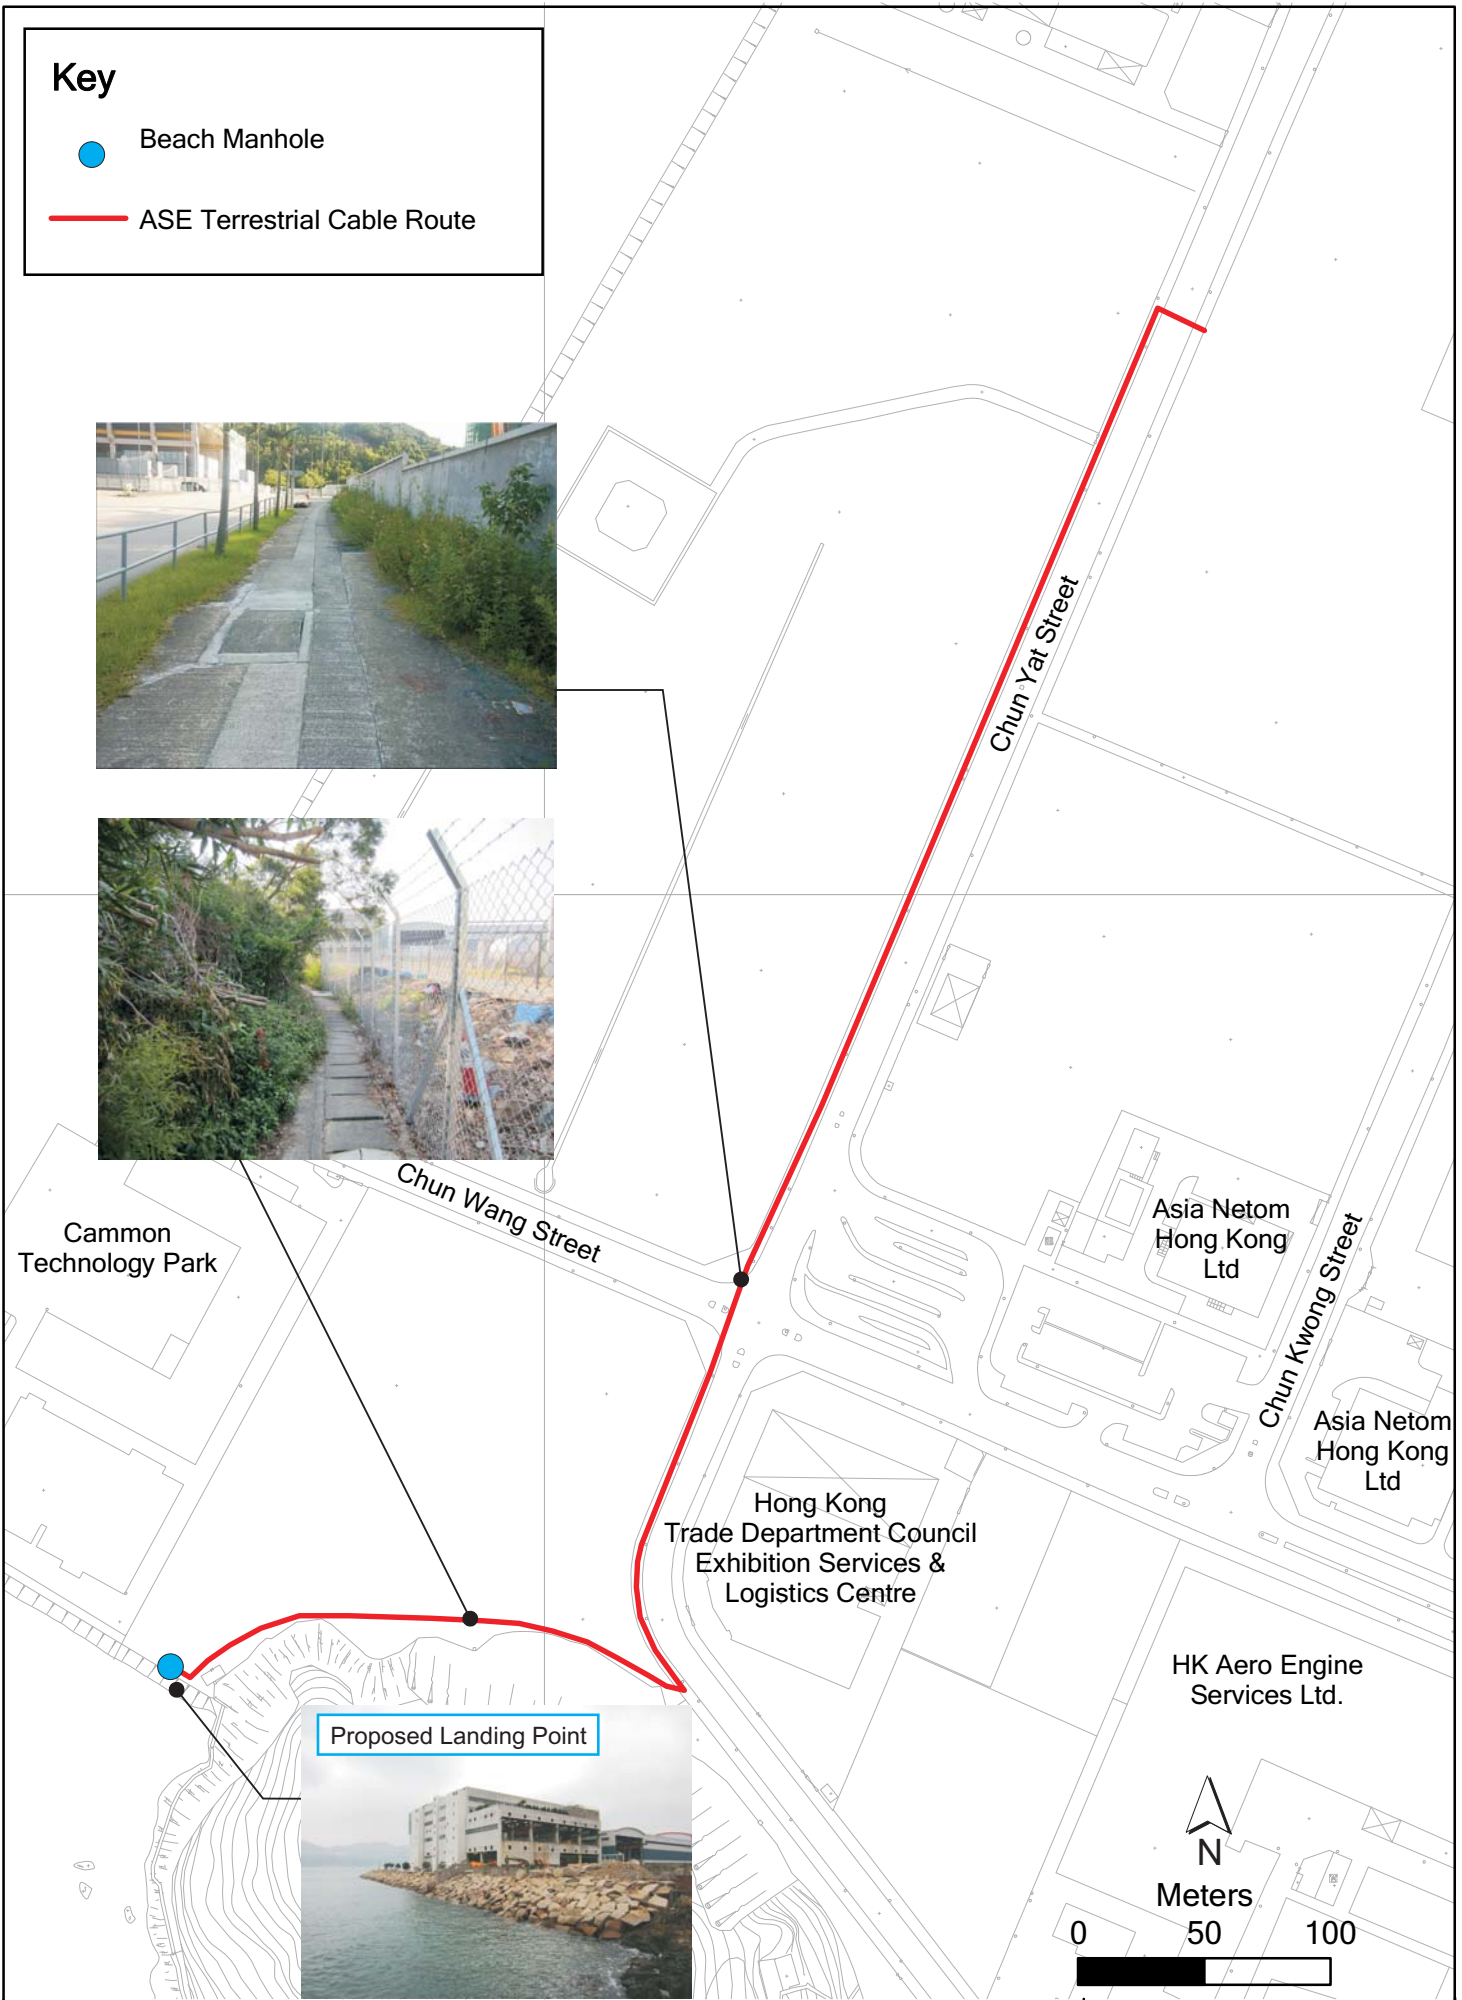 Key
Beach Manhole
ASE Terrestrial Cable Route
Chun Yat Street
Chun Wang Street
Cammon
Technology Park
Asia Netom
Hong Kong
Ltd
Chun Kwong Street
Asia Netom
Hong Kong
Ltd
Hong Kong
Trade Department Council
Exhibition Services &
Logistics Centre
HK Aero Engine
Services Ltd.
Proposed Landing Point
N
Meters
0 50 100